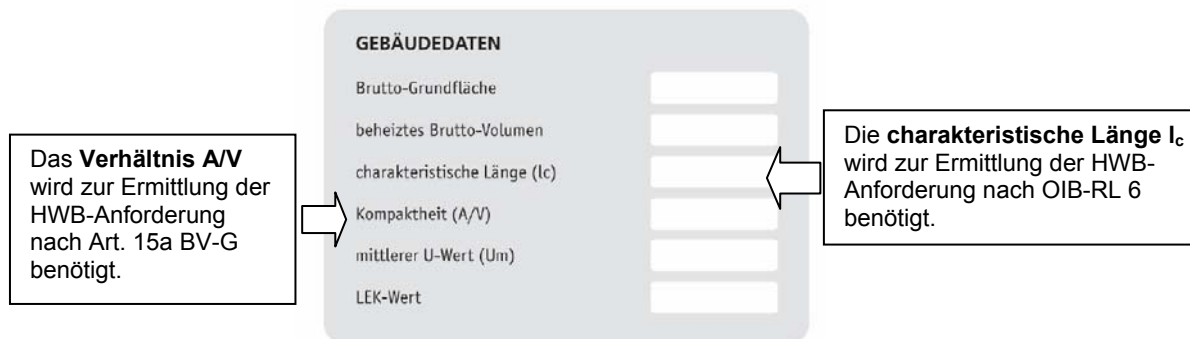 GEBÄUDEDATEN
Brutto-Grundfläche
beheiztes Brutto-Volumen
charakteristische Länge (lc)
Kompaktheit (A/V)
mittlerer U-Wert (Um)
LEK-Wert
Das Verhältnis A/V
wird zur Ermittlung der
HWB-Anforderung
nach Art. 15a BV-G
benötigt.
Die charakteristische Länge lc
wird zur Ermittlung der HWB-
Anforderung nach OIB-RL 6
benötigt.